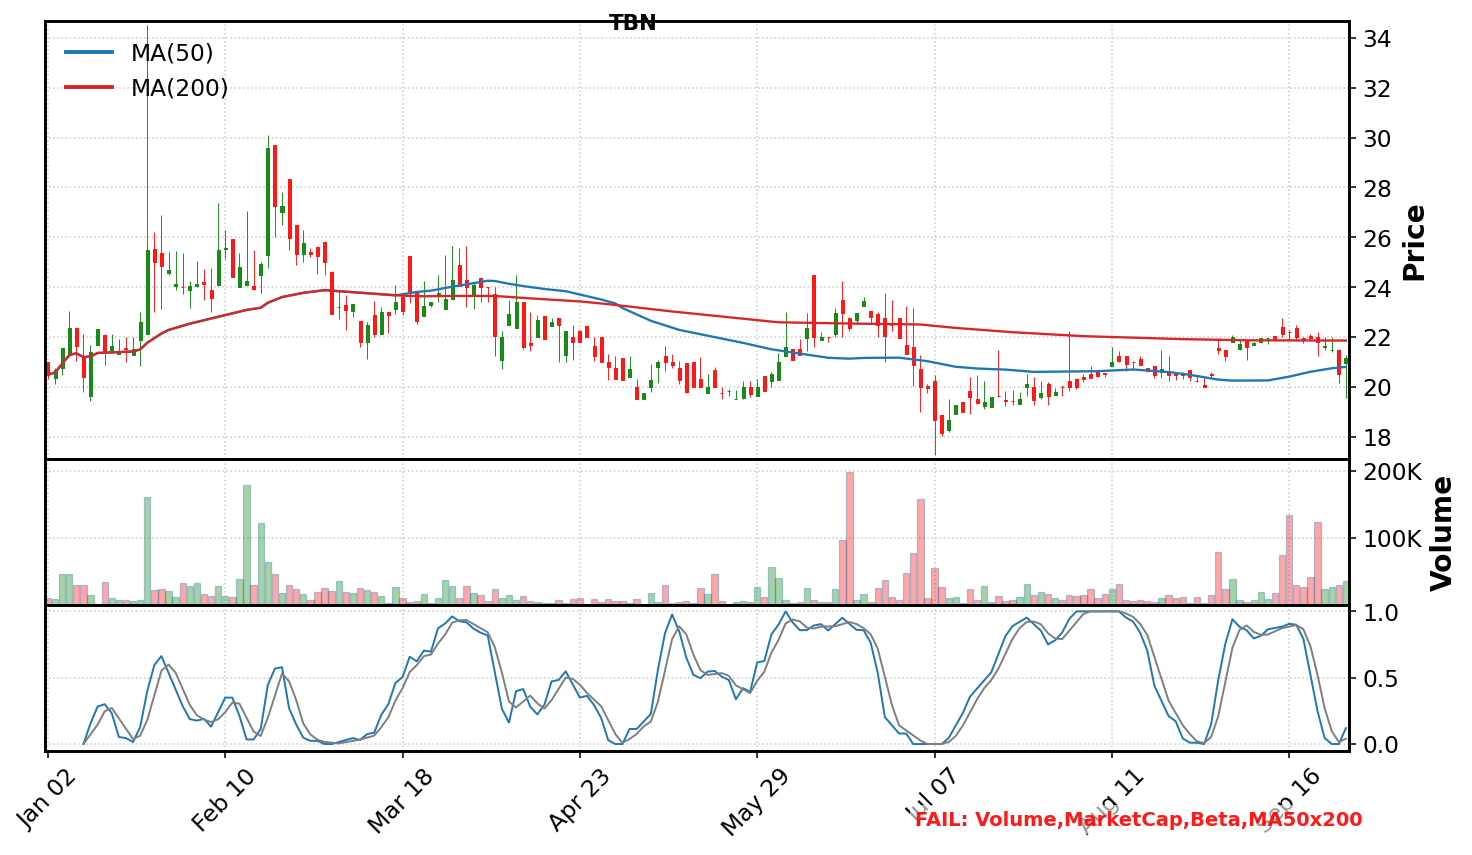 TBN
MA(50)
MA(200)
34
32
30
28
26
24
22
20
18
Price
200K
100K
Volume
1.0
0.5
0.0
Jan 02
Feb 10
Mar 18
Apr 23
May 29
Jul 07
Aug 11
Sep 16
FAIL: Volume,MarketCap,Beta,MA50x200